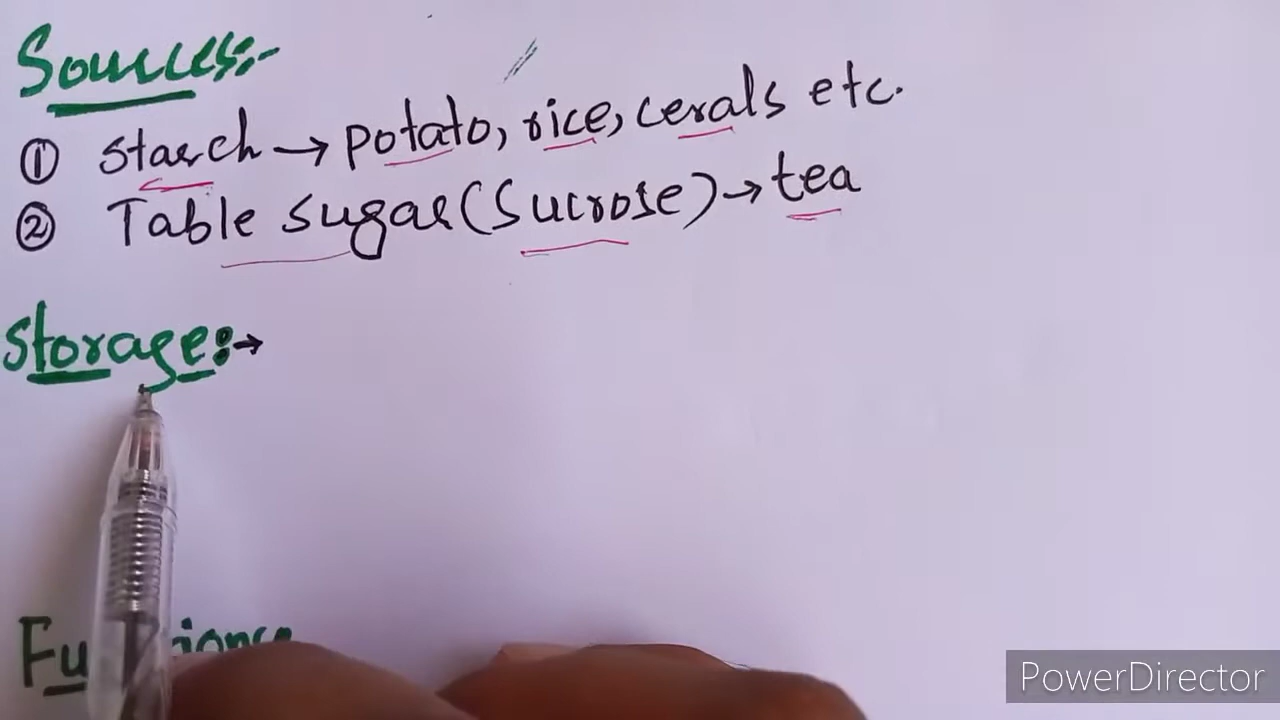 Sources:-
① starch → potato, rice, cerals etc.
② Table sugar (Sucrose) → tea
Storage:→
PowerDirector